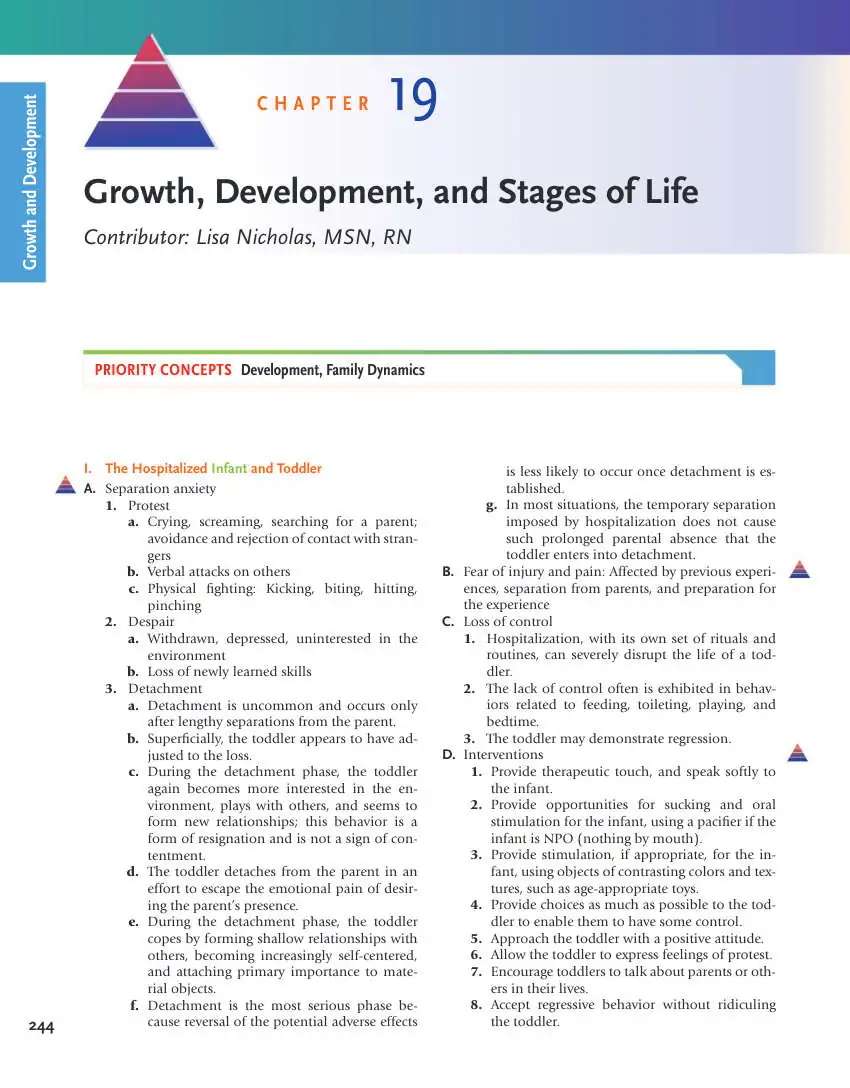 CHAPTER 19
Growth and Development
Growth, Development, and Stages of Life
Contributor: Lisa Nicholas, MSN, RN
PRIORITY CONCEPTS Development, Family Dynamics
I. The Hospitalized Infant and Toddler
A. Separation anxiety
1. Protest
a. Crying, screaming, searching for a parent;
avoidance and rejection of contact with stran-
gers
b. Verbal attacks on others
c. Physical fighting: Kicking, biting, hitting,
pinching
2. Despair
a. Withdrawn, depressed, uninterested in the
environment
b. Loss of newly learned skills
3. Detachment
a. Detachment is uncommon and occurs only
after lengthy separations from the parent.
b. Superficially, the toddler appears to have ad-
justed to the loss.
c. During the detachment phase, the toddler
again becomes more interested in the en-
vironment, plays with others, and seems to
form new relationships; this behavior is a
form of resignation and is not a sign of con-
tentment.
d. The toddler detaches from the parent in an
effort to escape the emotional pain of desir-
ing the parent's presence.
e. During the detachment phase, the toddler
copes by forming shallow relationships with
others, becoming increasingly self-centered,
and attaching primary importance to mate-
rial objects.
f. Detachment is the most serious phase be-
cause reversal of the potential adverse effects
is less likely to occur once detachment is es-
tablished.
g. In most situations, the temporary separation
imposed by hospitalization does not cause
such prolonged parental absence that the
toddler enters into detachment.
B. Fear of injury and pain: Affected by previous experi-
ences, separation from parents, and preparation for
the experience
C. Loss of control
1. Hospitalization, with its own set of rituals and
routines, can severely disrupt the life of a tod-
dler.
2. The lack of control often is exhibited in behav-
iors related to feeding, toileting, playing, and
bedtime.
3. The toddler may demonstrate regression.
D. Interventions
1. Provide therapeutic touch, and speak softly to
the infant.
2. Provide opportunities for sucking and oral
stimulation for the infant, using a pacifier if the
infant is NPO (nothing by mouth).
3. Provide stimulation, if appropriate, for the in-
fant, using objects of contrasting colors and tex-
tures, such as age-appropriate toys.
4. Provide choices as much as possible to the tod-
dler to enable them to have some control.
5. Approach the toddler with a positive attitude.
6. Allow the toddler to express feelings of protest.
7. Encourage toddlers to talk about parents or oth-
ers in their lives.
8. Accept regressive behavior without ridiculing
the toddler.
244